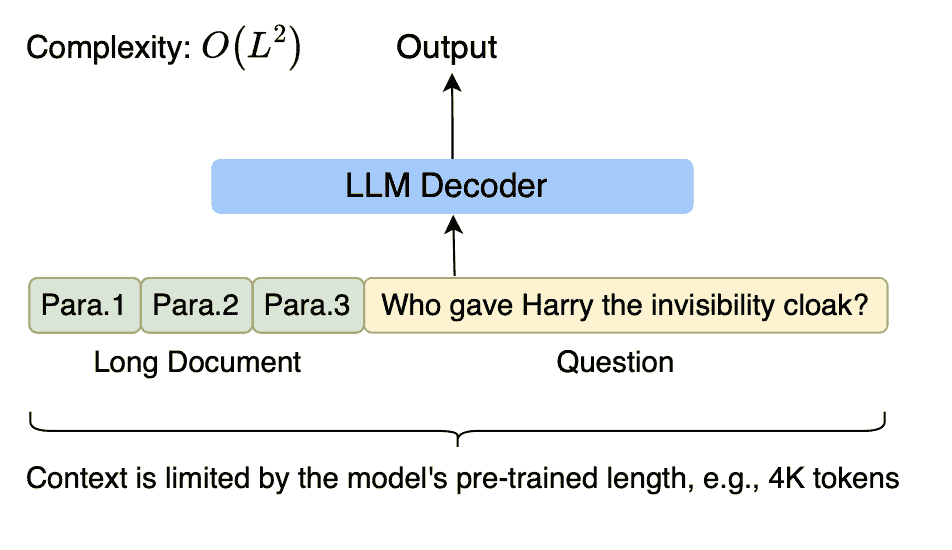 Complexity: O(L²)
Output
LLM Decoder
Para.1 Para.2 Para.3 Who gave Harry the invisibility cloak?
Long Document Question
Context is limited by the model's pre-trained length, e.g., 4K tokens